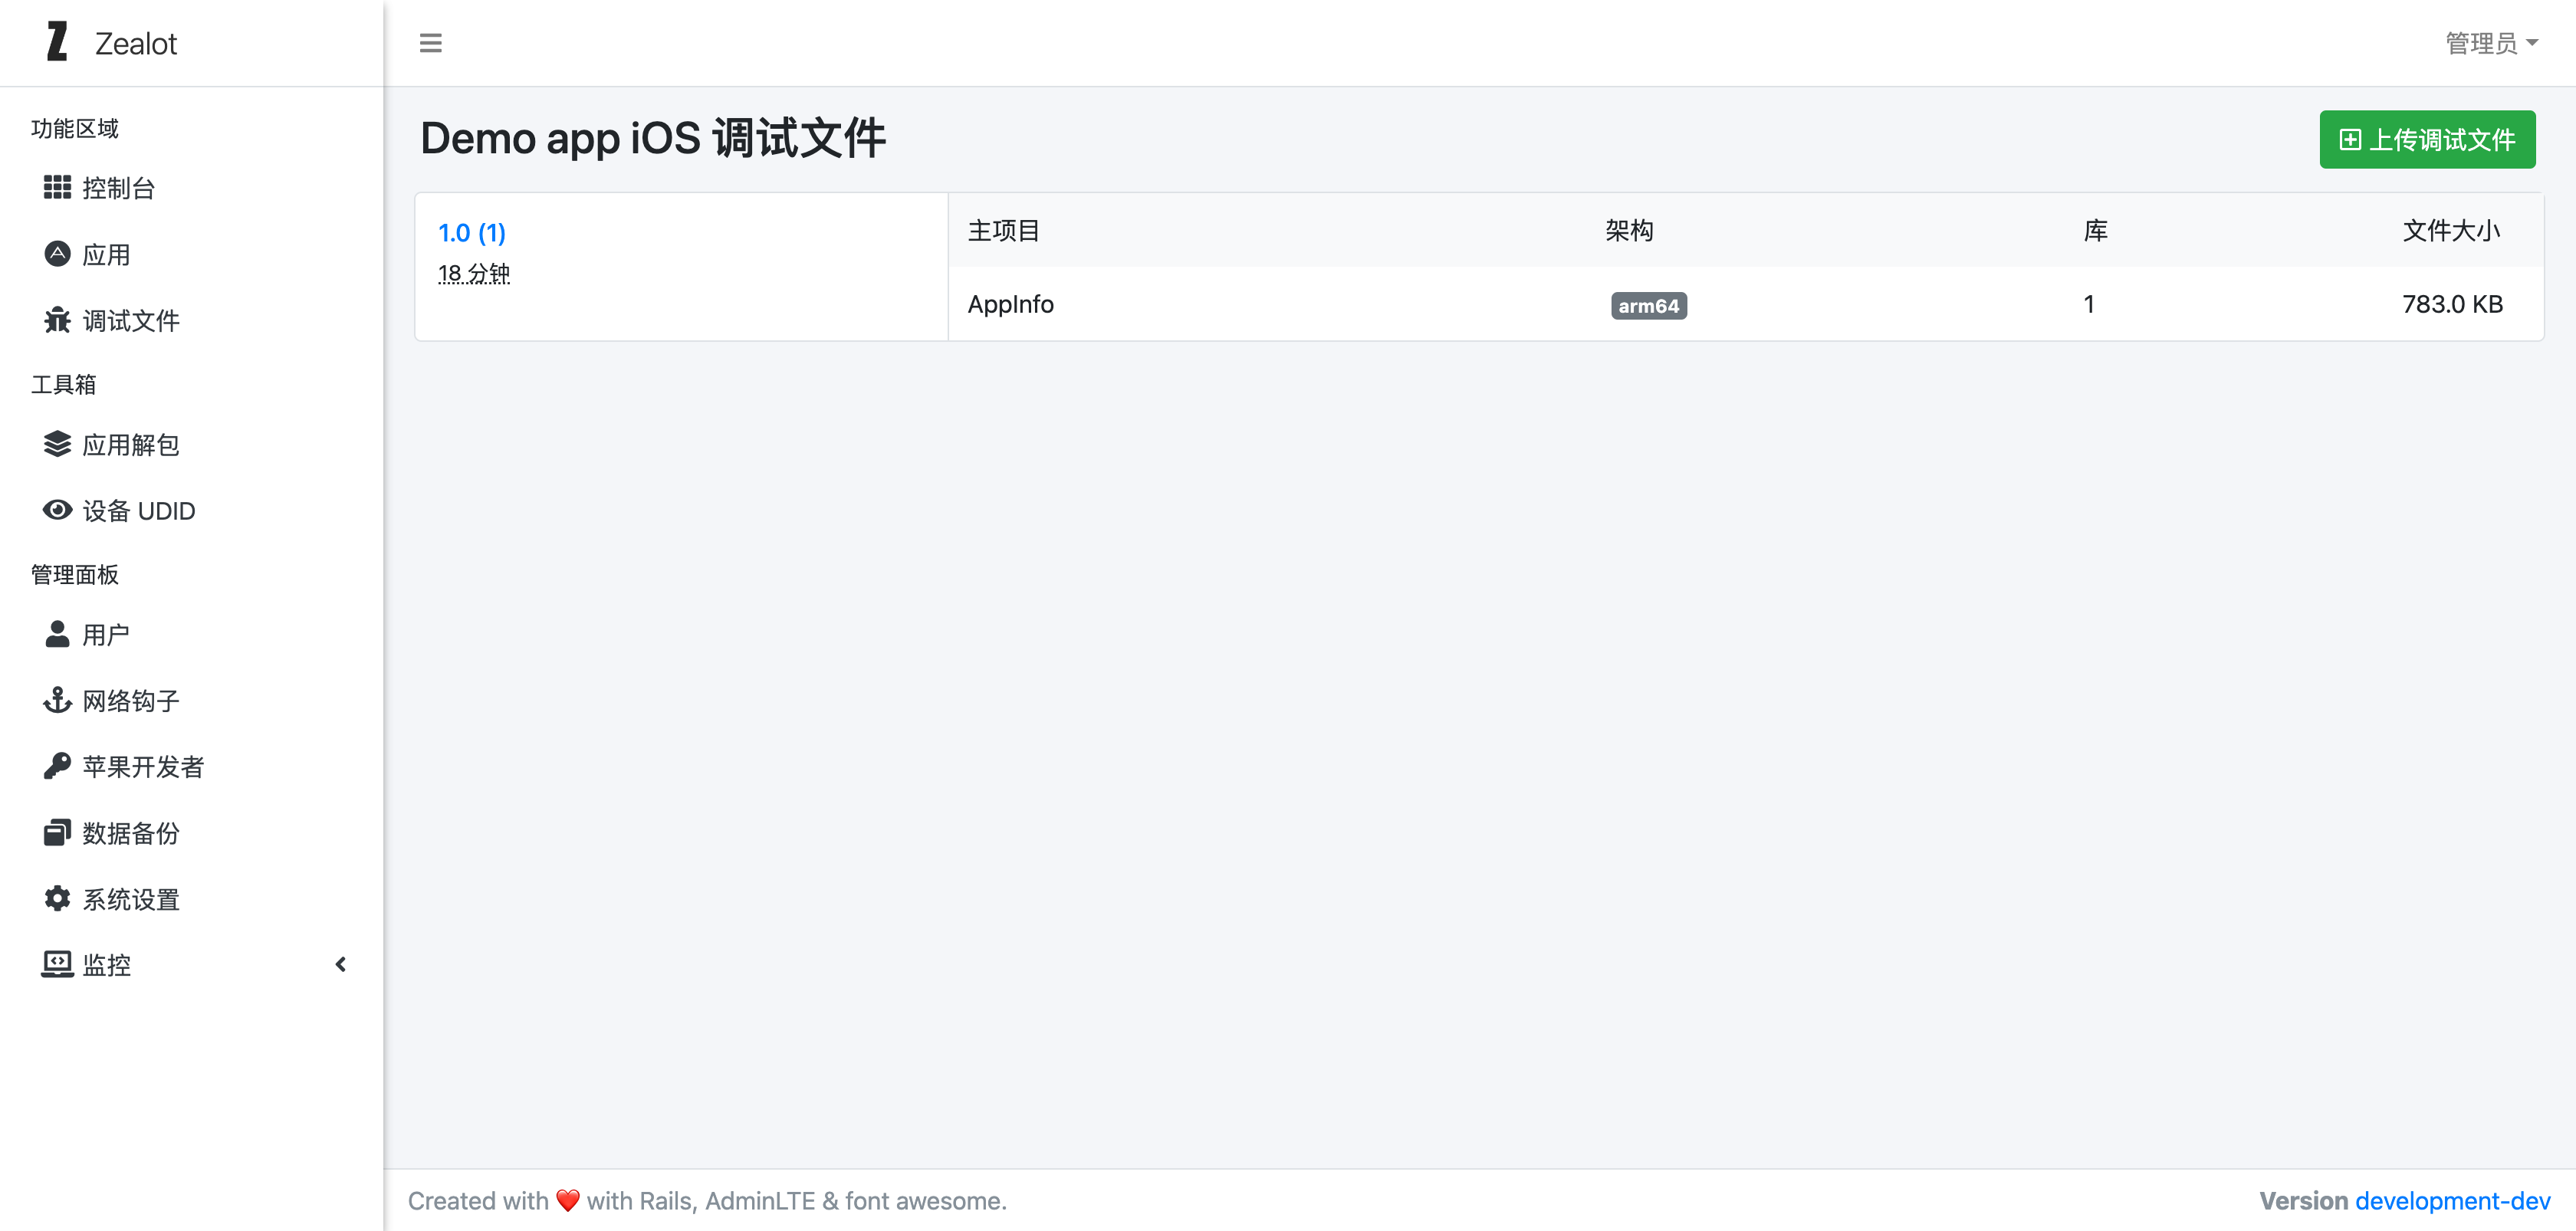 Zealot
管理员
功能区域
控制台
应用
调试文件
工具箱
应用解包
设备 UDID
管理面板
用户
网络钩子
苹果开发者
数据备份
系统设置
监控
Demo app iOS 调试文件
上传调试文件
1.0 (1)
18 分钟
主项目 架构 库 文件大小
AppInfo arm64 1 783.0 KB
Created with ❤️ with Rails, AdminLTE & font awesome.
Version development-dev